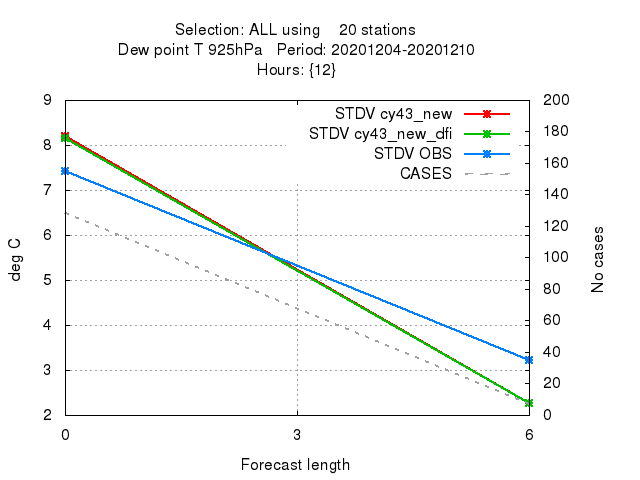 Selection: ALL using    20 stations
Dew point T 925hPa   Period: 20201204-20201210
Hours: {12}
STDV cy43_new
STDV cy43_new_dfi
STDV OBS
CASES
9
8
7
6
5
4
3
2
deg C
200
180
160
140
120
100
80
60
40
20
0
No cases
0 3 6
Forecast length